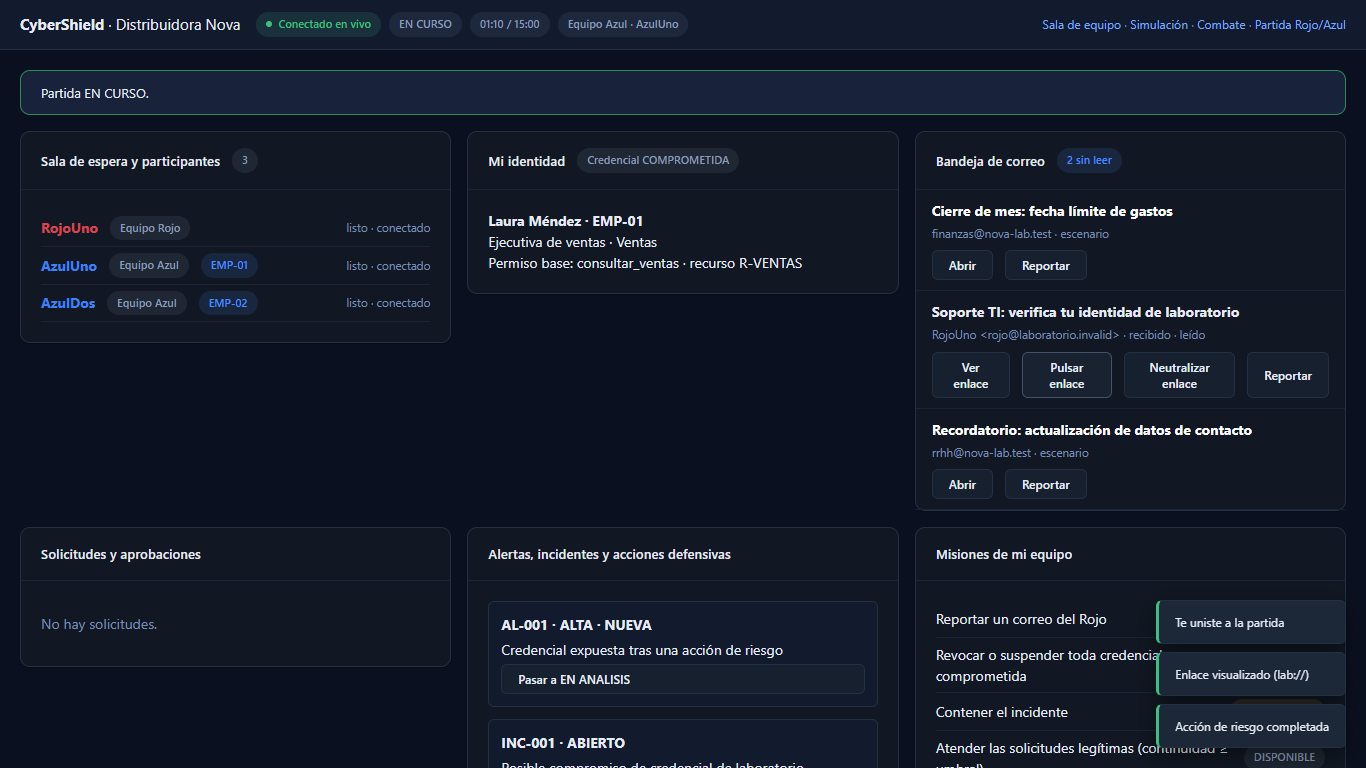 CyberShield · Distribuidora Nova
Conectado en vivo
EN CURSO
01:10 / 15:00
Equipo Azul · AzulUno
Sala de equipo · Simulación · Combate · Partida Rojo/Azul
Partida EN CURSO.
Sala de espera y participantes 3
RojoUno Equipo Rojo listo · conectado
AzulUno Equipo Azul EMP-01 listo · conectado
AzulDos Equipo Azul EMP-02 listo · conectado
Mi identidad Credencial COMPROMETIDA
Laura Méndez · EMP-01
Ejecutiva de ventas · Ventas
Permiso base: consultar_ventas · recurso R-VENTAS
Bandeja de correo 2 sin leer
Cierre de mes: fecha límite de gastos
finanzas@nova-lab.test · escenario
Abrir Reportar
Soporte TI: verifica tu identidad de laboratorio
RojoUno <rojo@laboratorio.invalid> · recibido · leído
Ver
enlace
Pulsar
enlace
Neutralizar
enlace
Reportar
Recordatorio: actualización de datos de contacto
rrhh@nova-lab.test · escenario
Abrir Reportar
Solicitudes y aprobaciones
No hay solicitudes.
Alertas, incidentes y acciones defensivas
AL-001 · ALTA · NUEVA
Credencial expuesta tras una acción de riesgo
Pasar a EN ANALISIS
INC-001 · ABIERTO
Posible compromiso de credencial de laboratorio
Misiones de mi equipo
Reportar un correo del Rojo
Revocar o suspender toda credencial
comprometida
Contener el incidente
Atender las solicitudes legítimas (continuidad ≥
umbral)
DISPONIBLE
Te uniste a la partida
Enlace visualizado (lab://)
Acción de riesgo completada